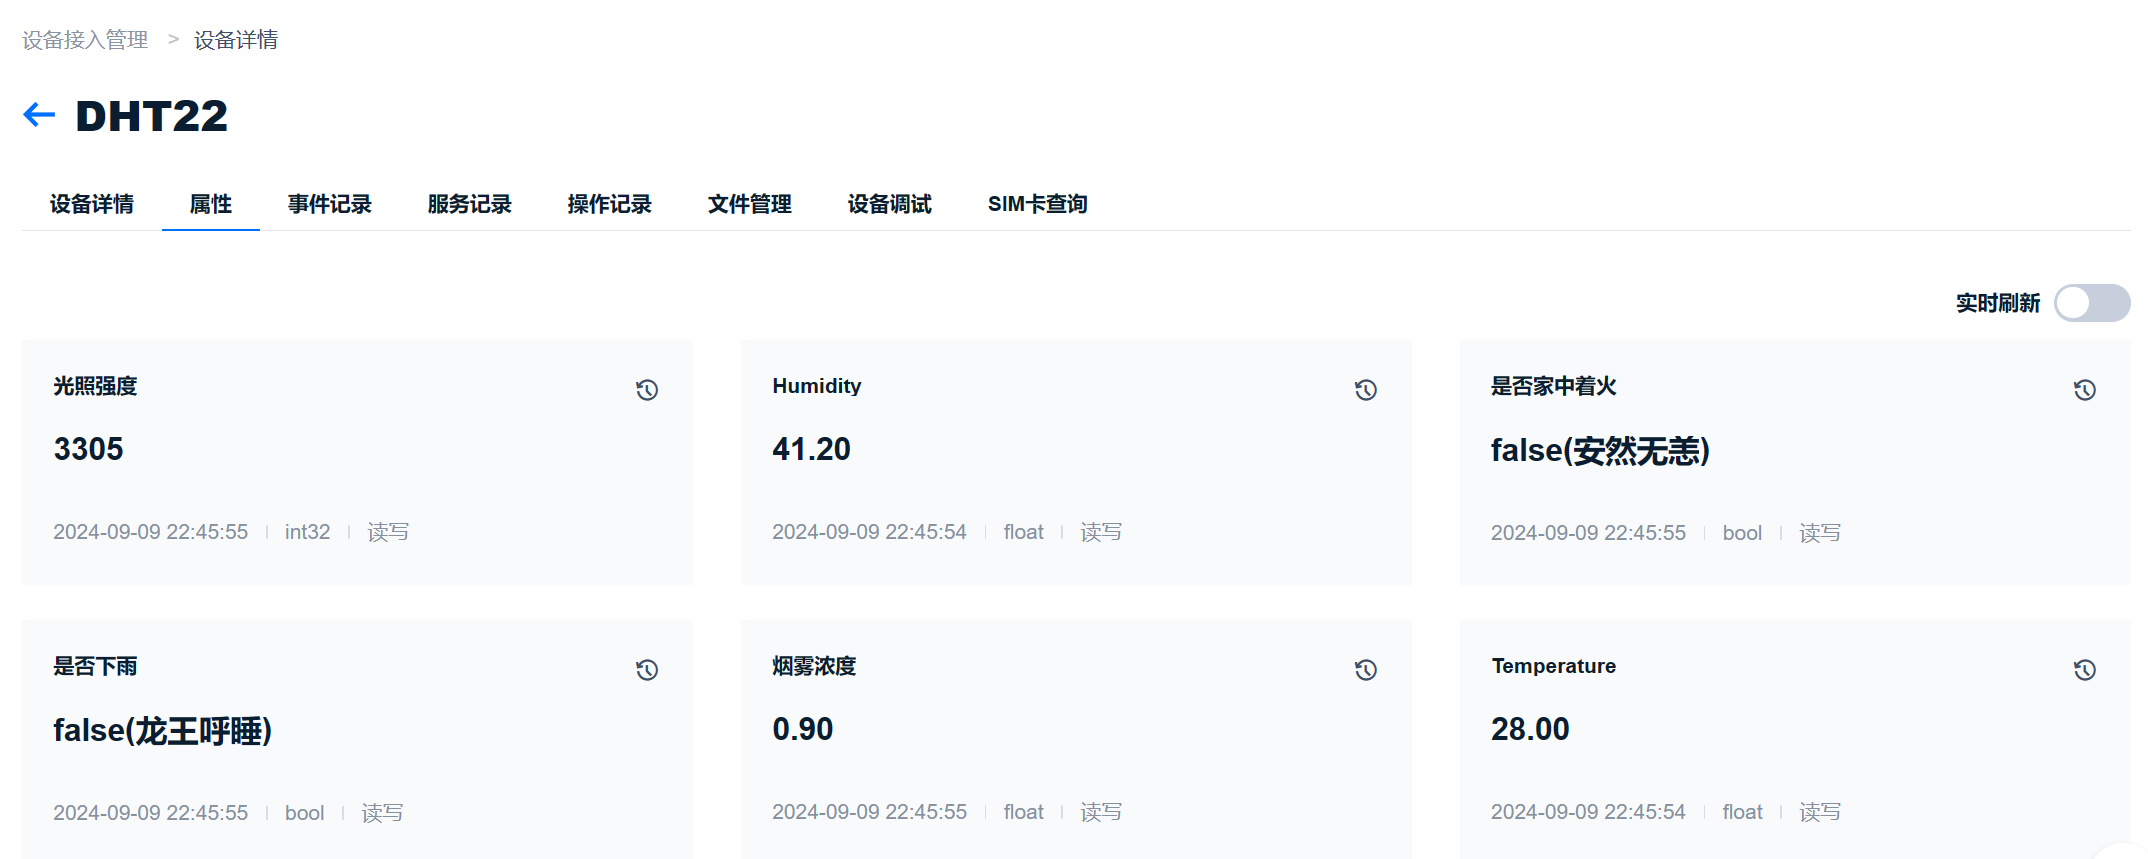 设备接入管理 > 设备详情
DHT22
设备详情 属性 事件记录 服务记录 操作记录 文件管理 设备调试 SIM卡查询
实时刷新
光照强度
3305
2024-09-09 22:45:55 int32 读写
Humidity
41.20
2024-09-09 22:45:54 float 读写
是否家中着火
false(安然无恙)
2024-09-09 22:45:55 bool 读写
是否下雨
false(龙王呼睡)
2024-09-09 22:45:55 bool 读写
烟雾浓度
0.90
2024-09-09 22:45:55 float 读写
Temperature
28.00
2024-09-09 22:45:54 float 读写